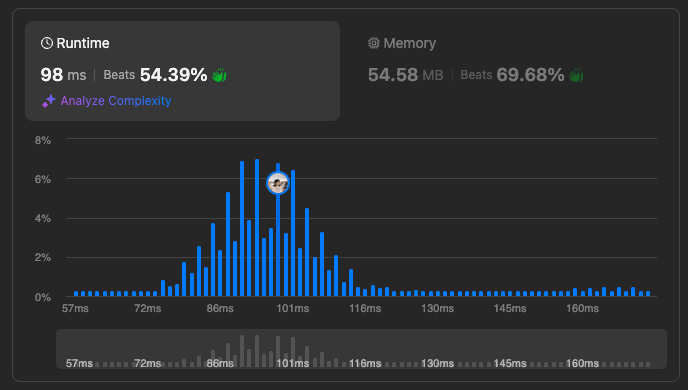 Runtime
98 ms | Beats 54.39%
Analyze Complexity
Memory
54.58 MB | Beats 69.68%
8%
6%
4%
2%
0%
57ms 72ms 86ms 101ms 116ms 130ms 145ms 160ms
57ms 72ms 86ms 101ms 116ms 130ms 145ms 160ms